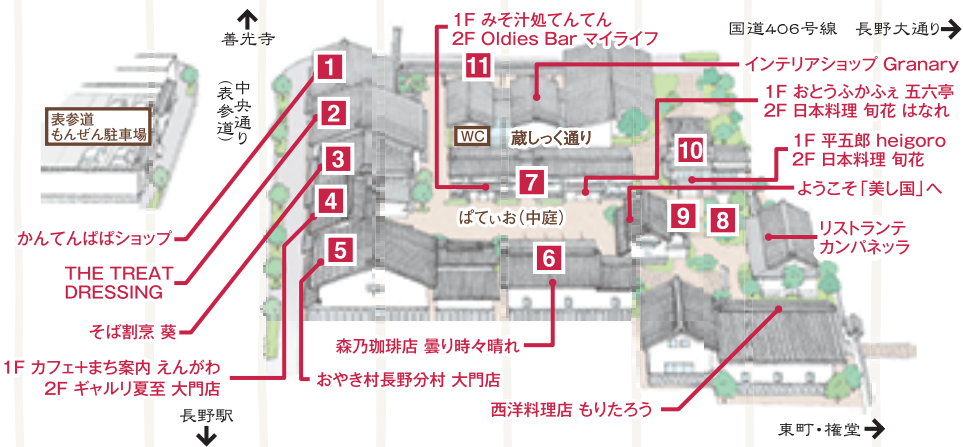 善光寺
1F みそ汁処てんてん
2F Oldies Bar マイライフ
国道406号線 長野大通り
インテリアショップ Granary
中央通り
(表参道)
表参道
もんぜん駐車場
1
2
3
4
5
6
7
8
9
10
11
WC
蔵しっく通り
ぱてぃお(中庭)
1F おとうふかふぇ 五六亭
2F 日本料理 旬花 はなれ
1F 平五郎 heigoro
2F 日本料理 旬花
ようこそ「美し国」へ
リストランテ
カンパネッラ
かんてんぱぱショップ
THE TREAT
DRESSING
そば割烹 葵
1F カフェ+まち案内 えんがわ
2F ギャルリ夏至 大門店
森乃珈琲店 曇り時々晴れ
おやき村長野分村 大門店
西洋料理店 もりたろう
長野駅
東町・権堂